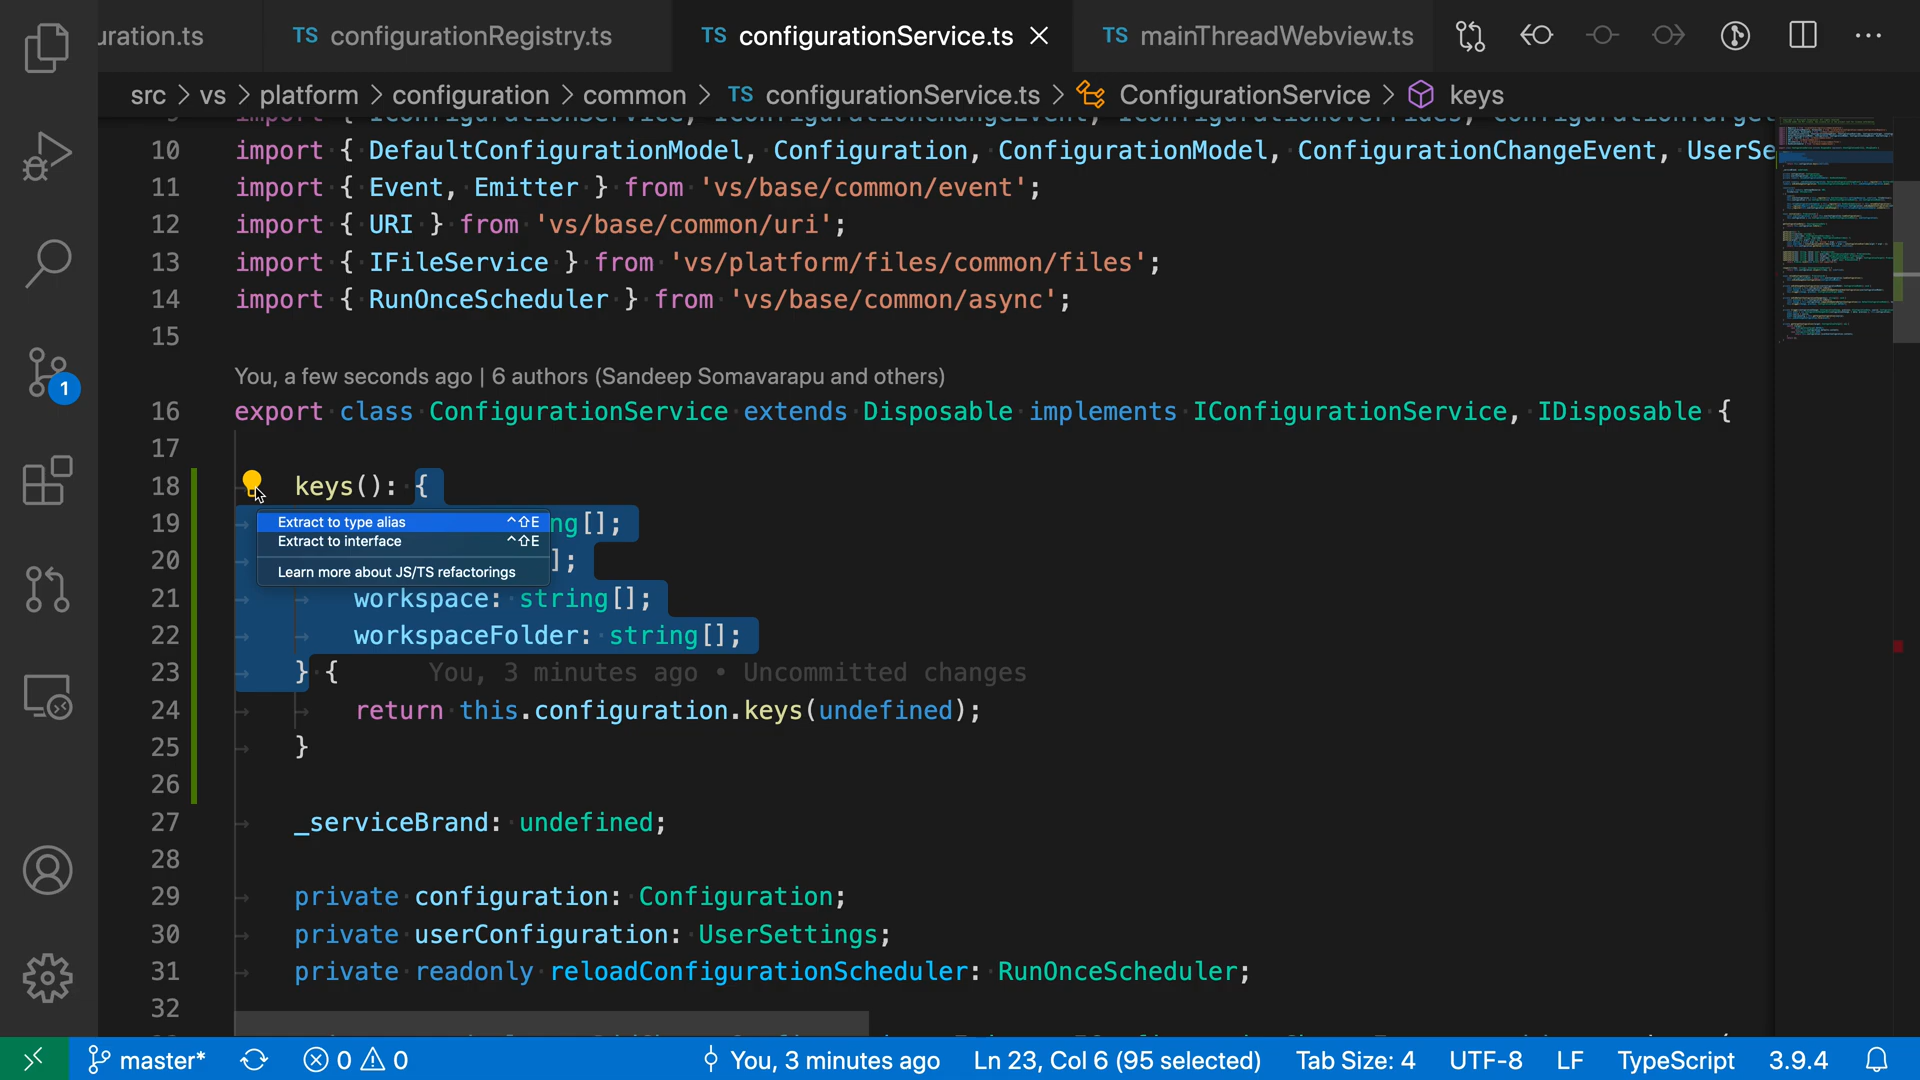 uration.ts TS configurationRegistry.ts TS configurationService.ts TS mainThreadWebview.ts
src > vs > platform > configuration > common > TS configurationService.ts > ConfigurationService > keys
10 import { DefaultConfigurationModel, Configuration, ConfigurationModel, ConfigurationChangeEvent, UserSe
11 import { Event, Emitter } from 'vs/base/common/event';
12 import { URI } from 'vs/base/common/uri';
13 import { IFileService } from 'vs/platform/files/common/files';
14 import { RunOnceScheduler } from 'vs/base/common/async';
15
You, a few seconds ago | 6 authors (Sandeep Somavarapu and others)
16 export class ConfigurationService extends Disposable implements IConfigurationService, IDisposable {
17
18 keys(): {
19 ng[];
Extract to type alias ^⇧E
Extract to interface ^⇧E
20 ];
Learn more about JS/TS refactorings
21 workspace: string[];
22 workspaceFolder: string[];
23 } { You, 3 minutes ago • Uncommitted changes
24 return this.configuration.keys(undefined);
25 }
26
27 _serviceBrand: undefined;
28
29 private configuration: Configuration;
30 private userConfiguration: UserSettings;
31 private readonly reloadConfigurationScheduler: RunOnceScheduler;
32
1
master* 0 0 You, 3 minutes ago Ln 23, Col 6 (95 selected) Tab Size: 4 UTF-8 LF TypeScript 3.9.4